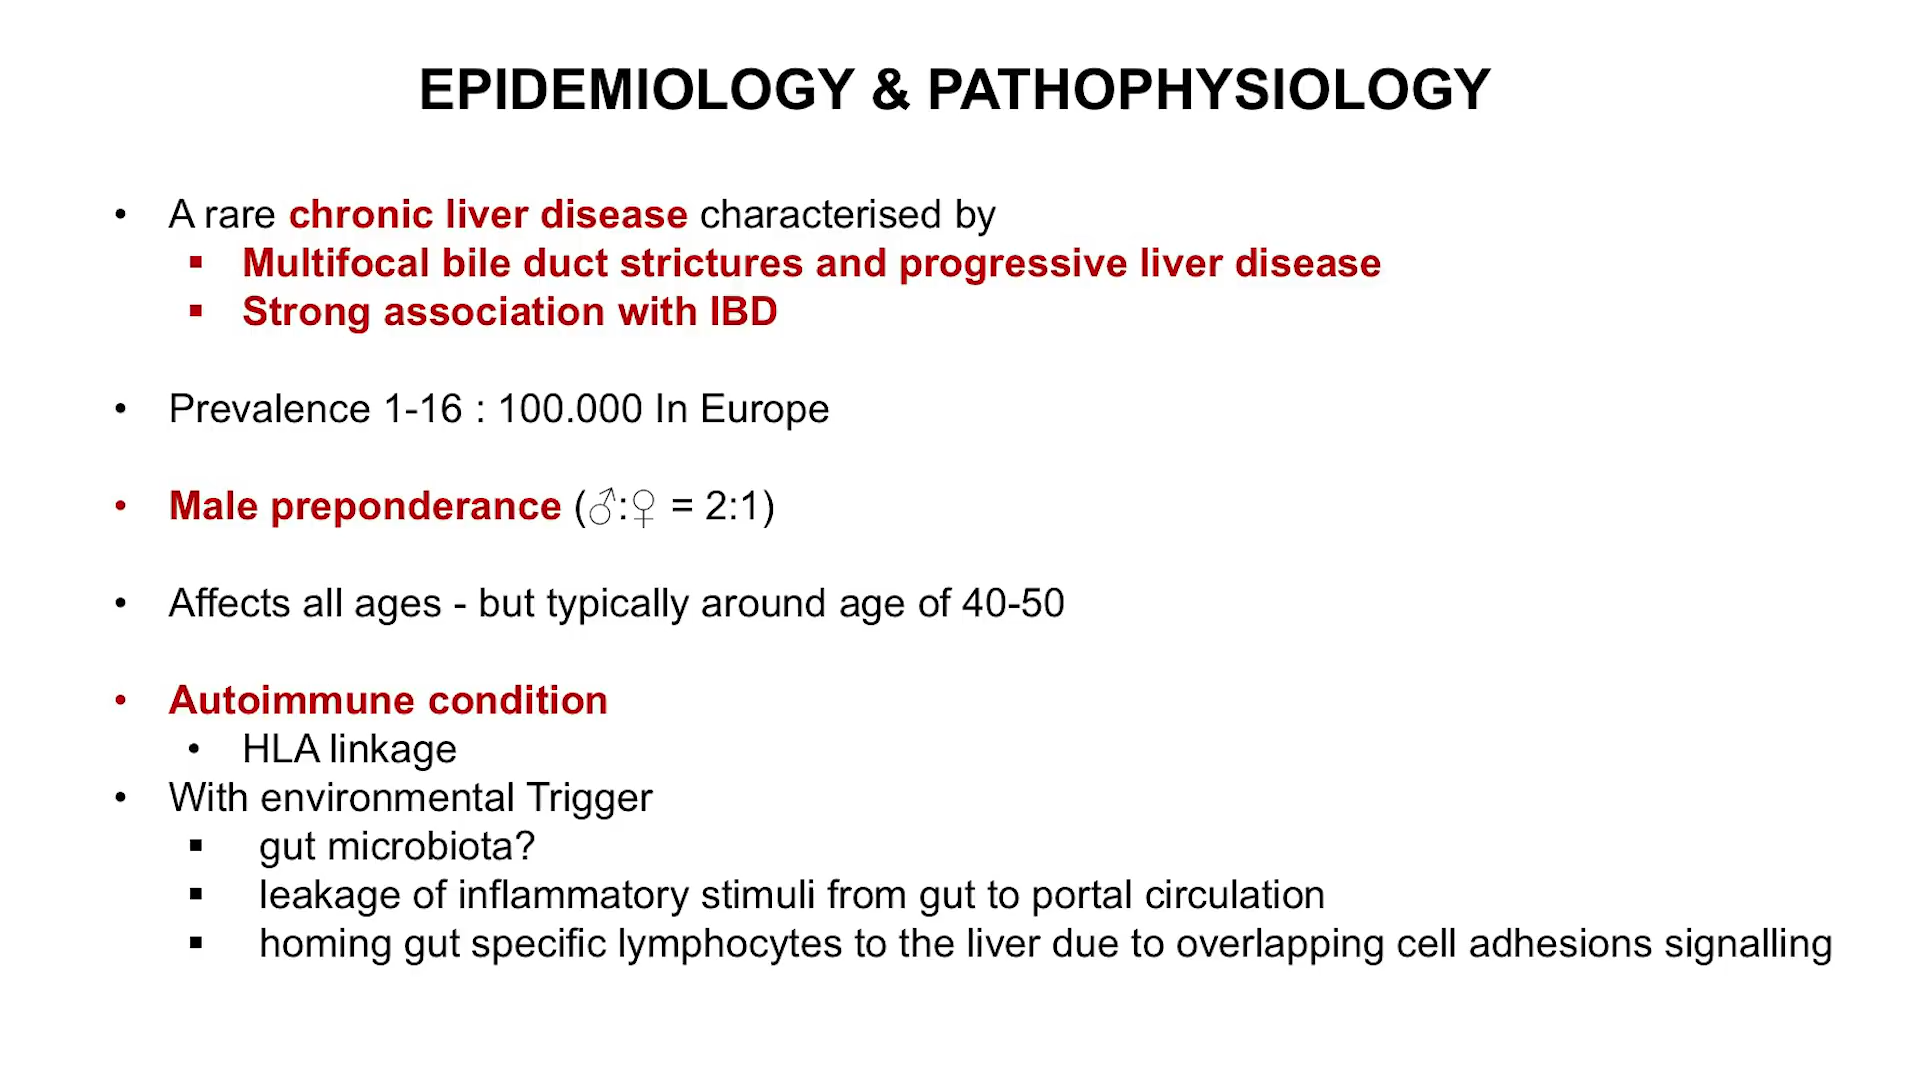 EPIDEMIOLOGY & PATHOPHYSIOLOGY
• A rare chronic liver disease characterised by
▪ Multifocal bile duct strictures and progressive liver disease
▪ Strong association with IBD
• Prevalence 1-16 : 100.000 In Europe
• Male preponderance (♂:♀ = 2:1)
• Affects all ages - but typically around age of 40-50
• Autoimmune condition
• HLA linkage
• With environmental Trigger
▪ gut microbiota?
▪ leakage of inflammatory stimuli from gut to portal circulation
▪ homing gut specific lymphocytes to the liver due to overlapping cell adhesions signalling